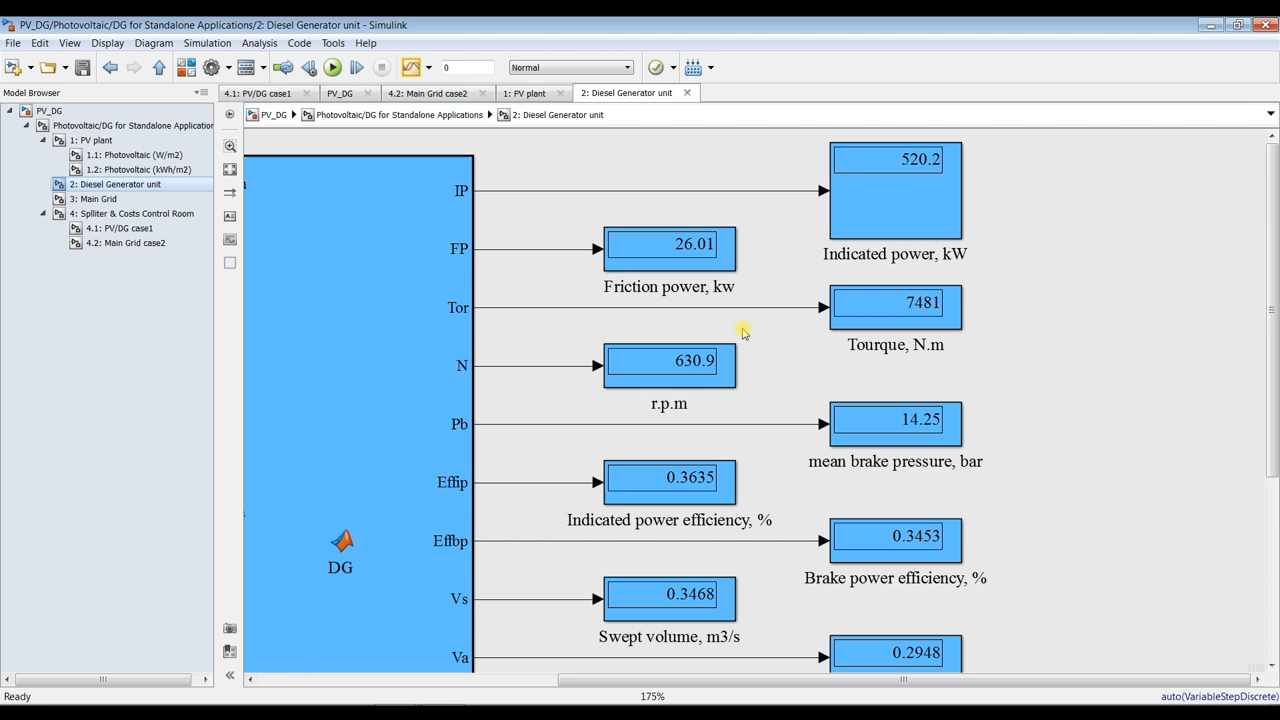 PV_DG/Photovoltaic/DG for Standalone Applications/2: Diesel Generator unit - Simulink
File Edit View Display Diagram Simulation Analysis Code Tools Help
0 Normal
Model Browser
4.1: PV/DG case1 PV_DG 4.2: Main Grid case2 1: PV plant 2: Diesel Generator unit
PV_DG Photovoltaic/DG for Standalone Applications 2: Diesel Generator unit
PV_DG
Photovoltaic/DG for Standalone Application
1: PV plant
1.1: Photovoltaic (W/m2)
1.2: Photovoltaic (kWh/m2)
2: Diesel Generator unit
3: Main Grid
4: Splliter & Costs Control Room
4.1: PV/DG case1
4.2: Main Grid case2
IP
520.2
Indicated power, kW
FP
26.01
Friction power, kw
Tor
7481
Tourque, N.m
N
630.9
r.p.m
Pb
14.25
mean brake pressure, bar
Effip
0.3635
Indicated power efficiency, %
Effbp
0.3453
Brake power efficiency, %
DG
Vs
0.3468
Swept volume, m3/s
Va
0.2948
Ready 175% auto(VariableStepDiscrete)